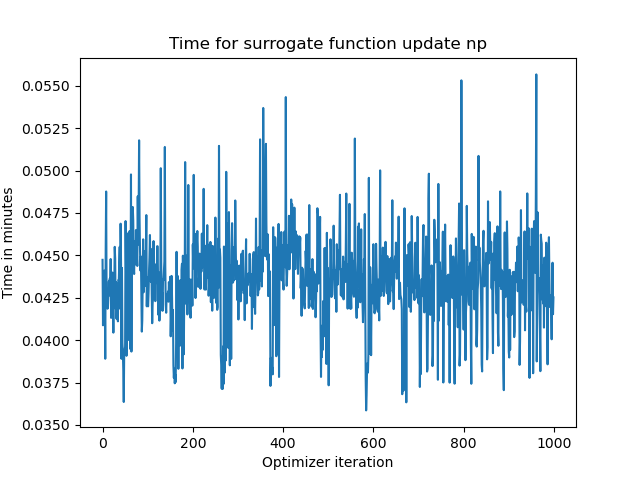 Time for surrogate function update np
Time in minutes
0.0550
0.0525
0.0500
0.0475
0.0450
0.0425
0.0400
0.0375
0.0350
0 200 400 600 800 1000
Optimizer iteration